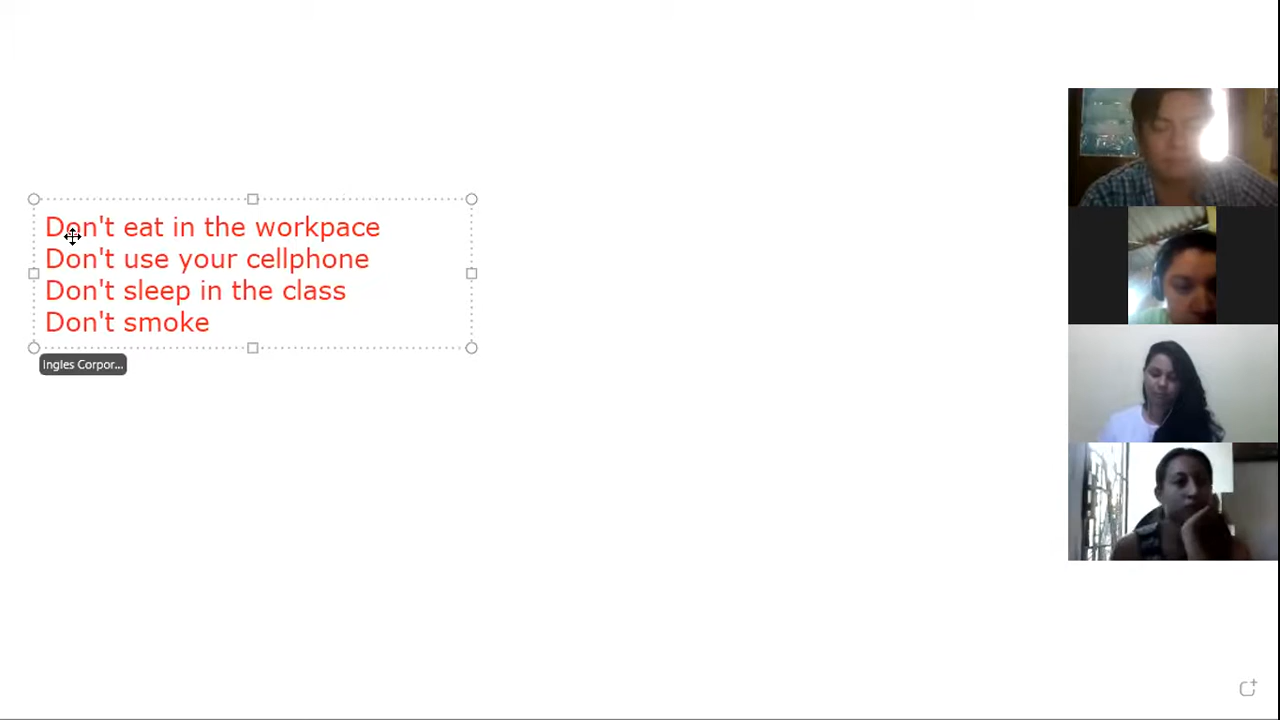 Don't eat in the workpace
Don't use your cellphone
Don't sleep in the class
Don't smoke
Ingles Corpor...